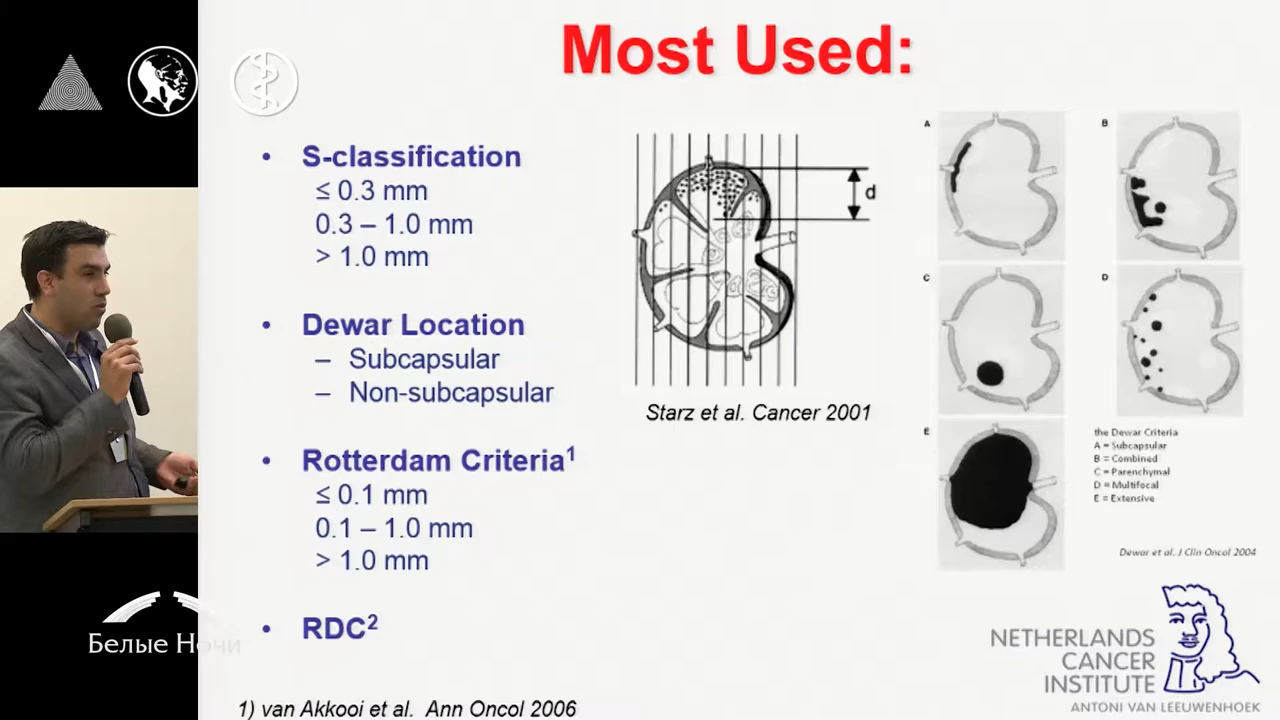 Most Used:
• S-classification
≤ 0.3 mm
0.3 – 1.0 mm
> 1.0 mm
• Dewar Location
– Subcapsular
– Non-subcapsular
• Rotterdam Criteria¹
≤ 0.1 mm
0.1 – 1.0 mm
> 1.0 mm
• RDC²
1) van Akkooi et al. Ann Oncol 2006
d
Starz et al. Cancer 2001
A
B
C
D
E
the Dewar Criteria
A = Subcapsular
B = Combined
C = Parenchymal
D = Multifocal
E = Extensive
Dewar et al. J Clin Oncol 2004
NETHERLANDS
CANCER
INSTITUTE
ANTONI VAN LEEUWENHOEK
Белые Ночи